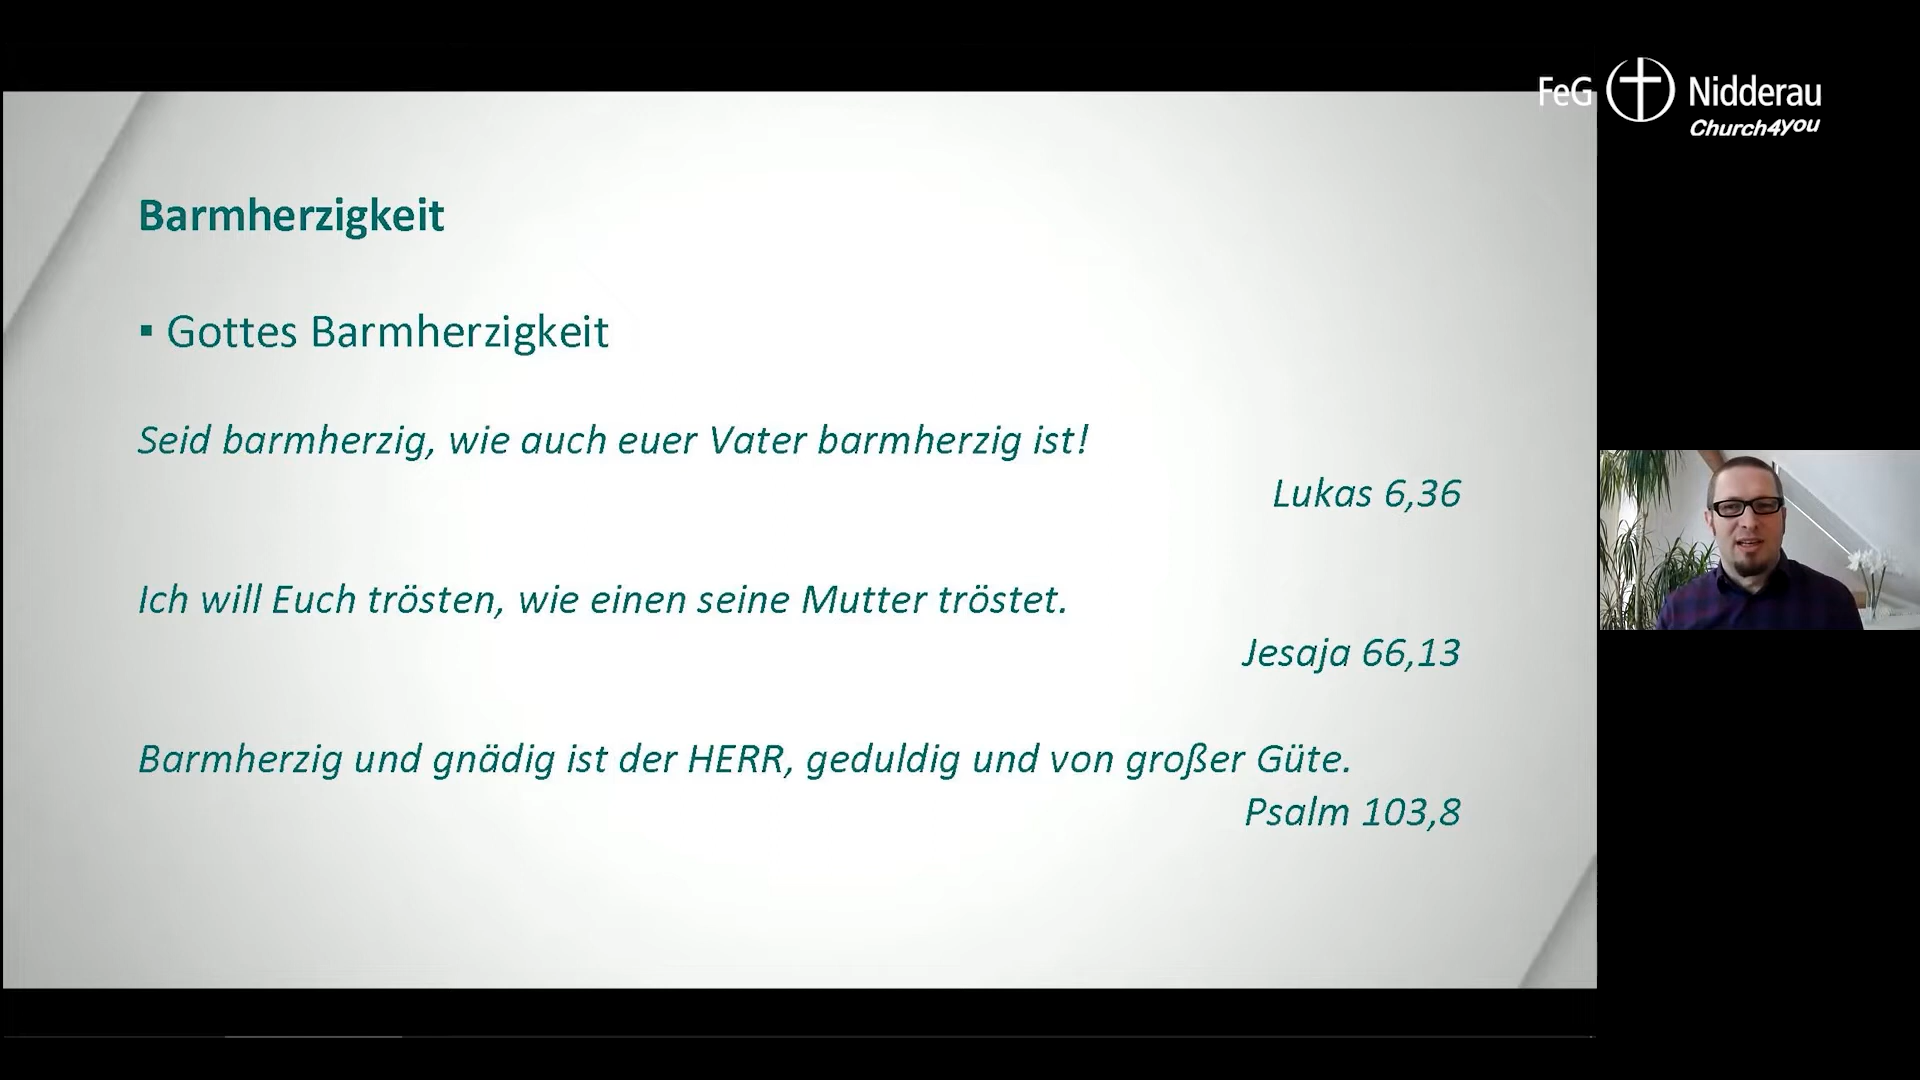 FeG Nidderau
Church4you
Barmherzigkeit
▪ Gottes Barmherzigkeit
Seid barmherzig, wie auch euer Vater barmherzig ist!
Lukas 6,36
Ich will Euch trösten, wie einen seine Mutter tröstet.
Jesaja 66,13
Barmherzig und gnädig ist der HERR, geduldig und von großer Güte.
Psalm 103,8